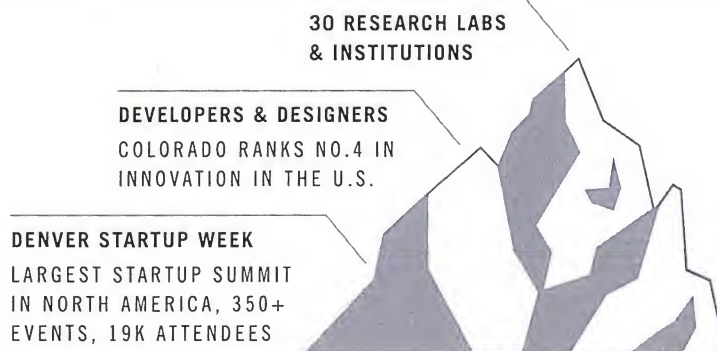 30 RESEARCH LABS
& INSTITUTIONS
DEVELOPERS & DESIGNERS
COLORADO RANKS NO.4 IN
INNOVATION IN THE U.S.
DENVER STARTUP WEEK
LARGEST STARTUP SUMMIT
IN NORTH AMERICA, 350+
EVENTS, 19K ATTENDEES